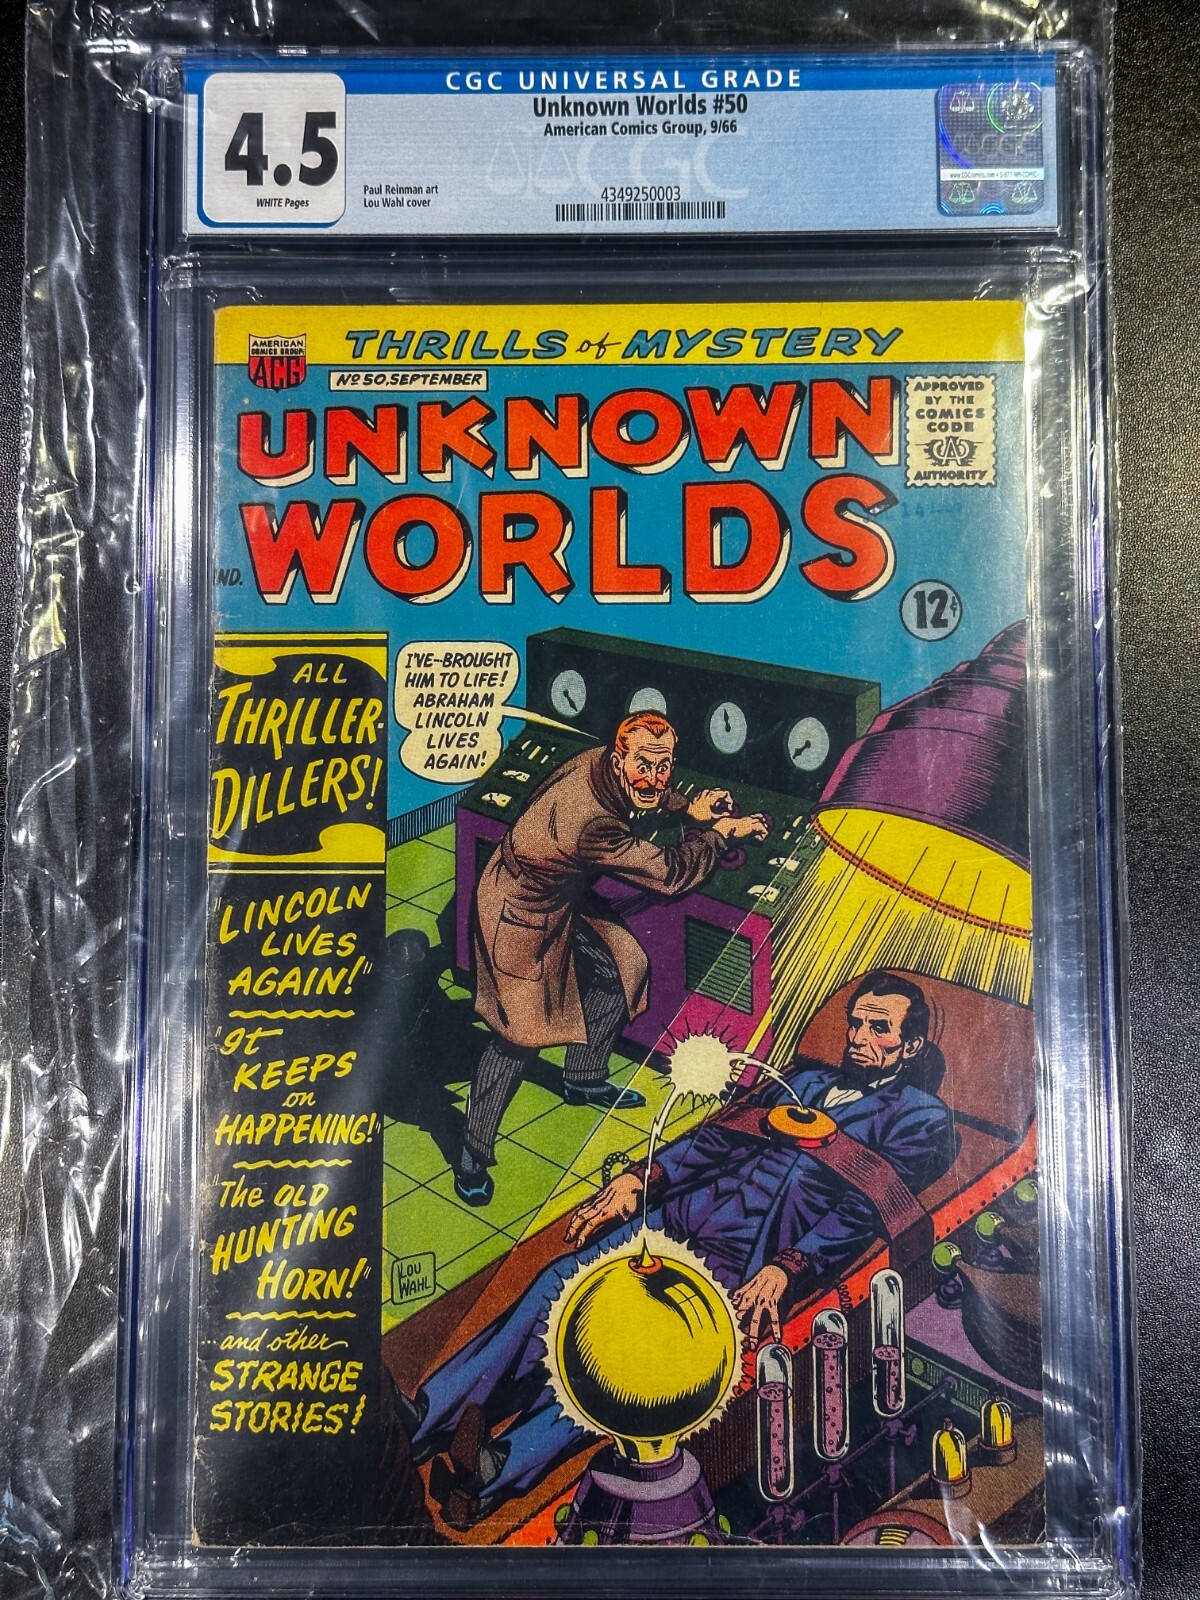 CGC UNIVERSAL GRADE
4.5
WHITE Pages
Unknown Worlds #50
American Comics Group, 9/66
Paul Reinman art
Lou Wahl cover
CGC
4349250003
AMERICAN
COMICS GROUP
ACG
THRILLS of MYSTERY
No 50, SEPTEMBER
UNKNOWN
WORLDS
APPROVED
BY THE
COMICS
CODE
AUTHORITY
IND.
12¢
ALL
THRILLER-
DILLERS!
"LINCOLN
LIVES
AGAIN!"
"It
KEEPS
on
HAPPENING!"
"The OLD
HUNTING
HORN!"
...and other
STRANGE
STORIES!
I'VE--BROUGHT
HIM TO LIFE!
ABRAHAM
LINCOLN
LIVES
AGAIN!
LOU
WAHL